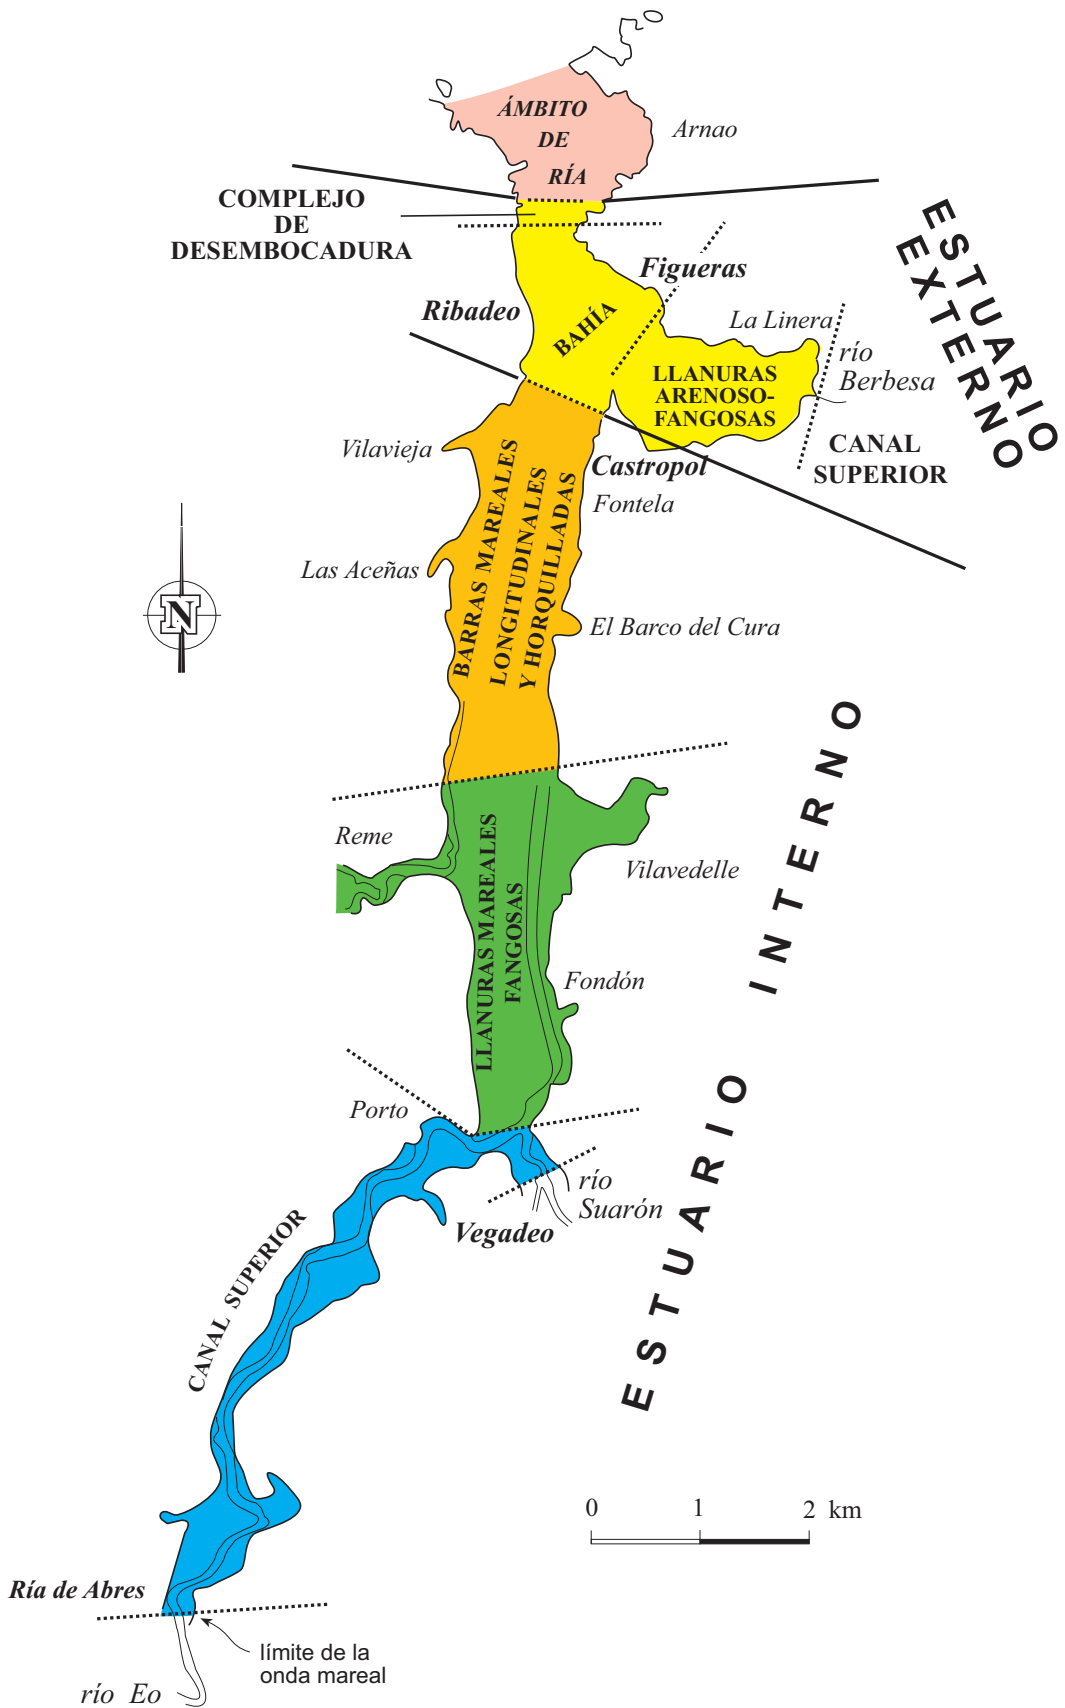 ÁMBITO
DE
RÍA
Arnao
COMPLEJO
DE
DESEMBOCADURA
ESTUARIO
EXTERNO
Figueras
Ribadeo
BAHÍA
La Linera
río
Berbesa
LLANURAS
ARENOSO-
FANGOSAS
CANAL
SUPERIOR
Vilavieja
Castropol
Fontela
BARRAS MAREALES
LONGITUDINALES
Y HORQUILLADAS
Las Aceñas
N
El Barco del Cura
ESTUARIO INTERNO
Reme
Vilavedelle
LLANURAS MAREALES
FANGOSAS
Fondón
Porto
río
Suarón
Vegadeo
CANAL SUPERIOR
0 1 2 km
Ría de Abres
límite de la
onda mareal
río Eo